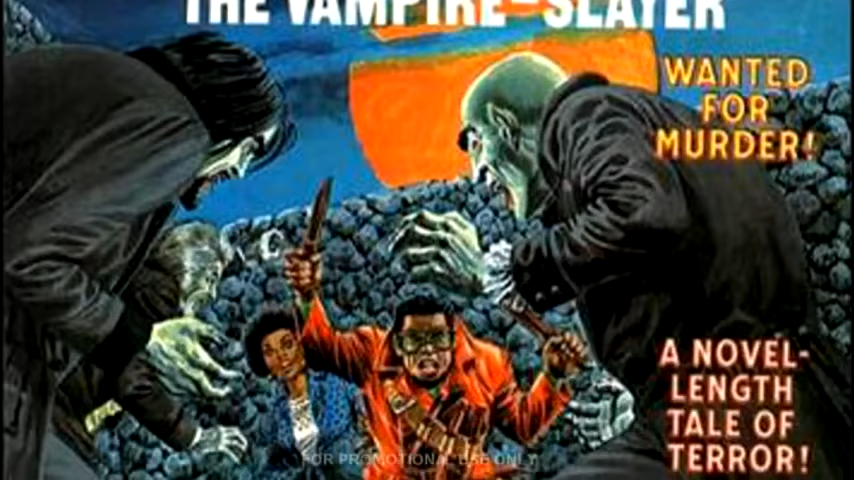 THE VAMPIRE-SLAYER
WANTED
FOR
MURDER!
A NOVEL-
LENGTH
TALE OF
TERROR!
FOR PROMOTIONAL USE ONLY